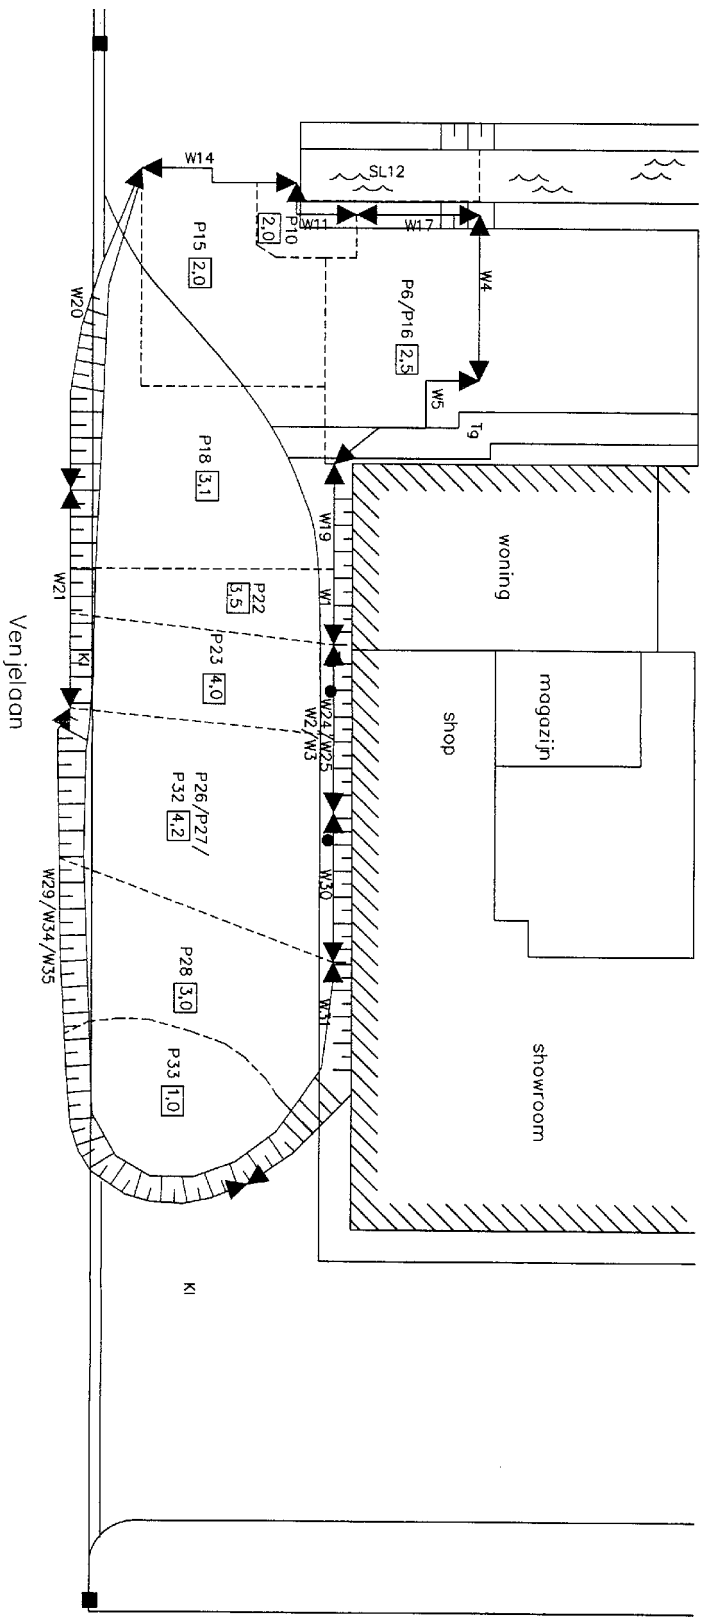 W14
SL12
W11
W17
P10
2,0
P15 2,0
W4
P6/P16 2,5
W20
W5
Tg
P18 3,1
W19
woning
W21
P22
3,5
W1
Kl
P23 4,0
W24/W25
W2/W3
shop
magazijn
Venjelaan
P26/P27/
P32 4,2
W30
W29/W34/W35
P28 3,0
W31
P33 1,0
showroom
Kl